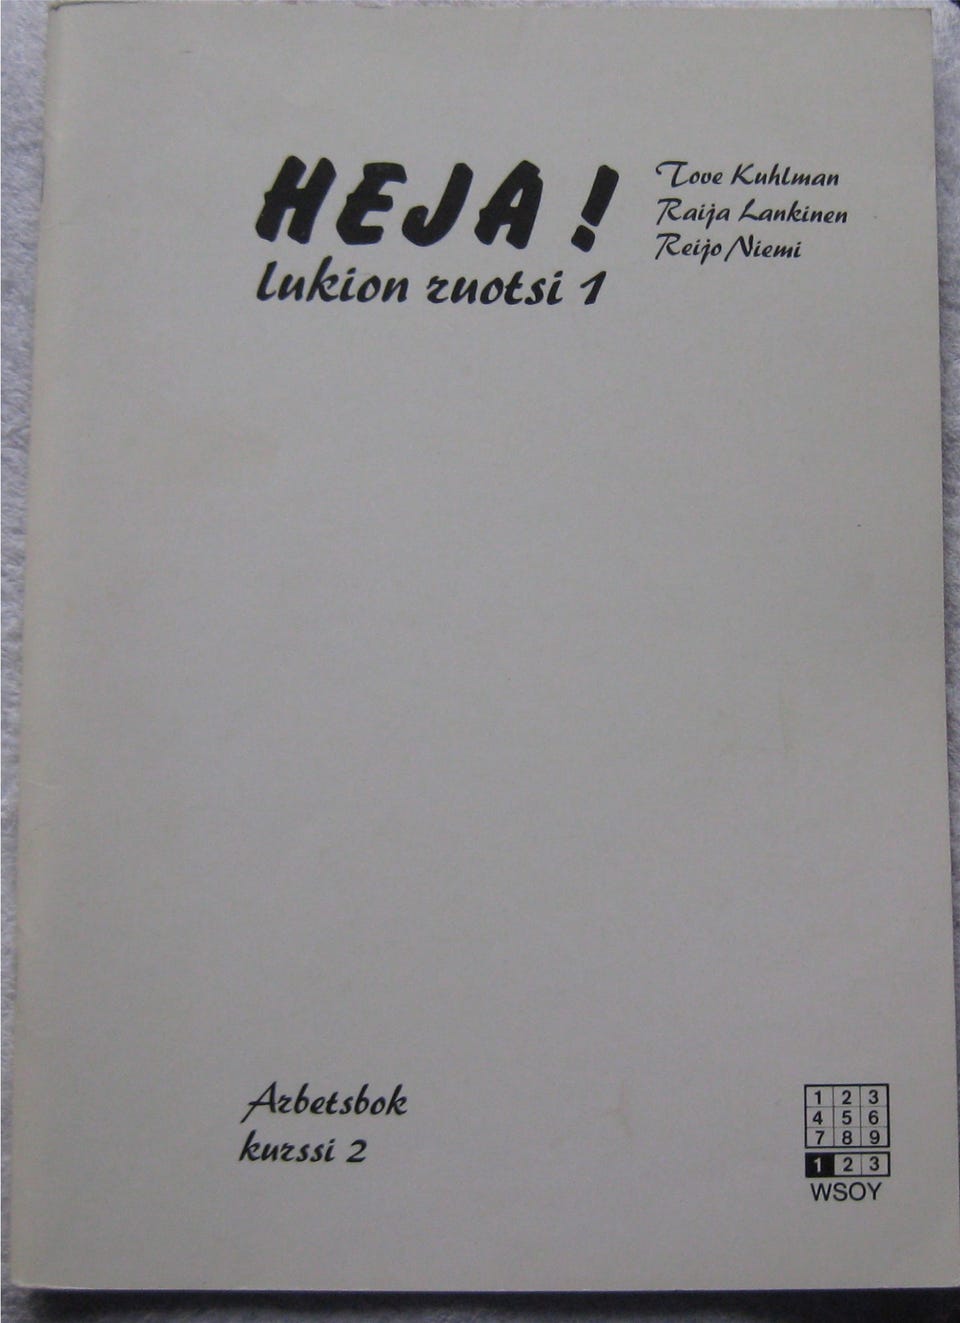 HEJA!
lukion ruotsi 1
Tove Kuhlman
Raija Lankinen
Reijo Niemi
Arbetsbok
kurssi 2
1 2 3
4 5 6
7 8 9
1 2 3
WSOY